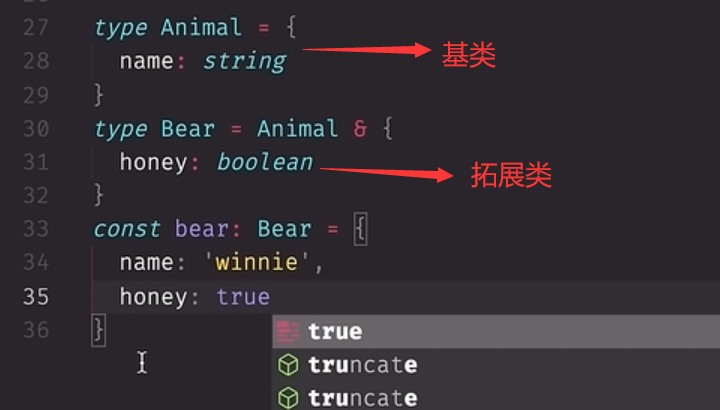 27 type Animal = {
28 name: string
基类
29 }
30 type Bear = Animal & {
31 honey: boolean
拓展类
32 }
33 const bear: Bear = {
34 name: 'winnie',
35 honey: true
36 }
true
truncate
truncate